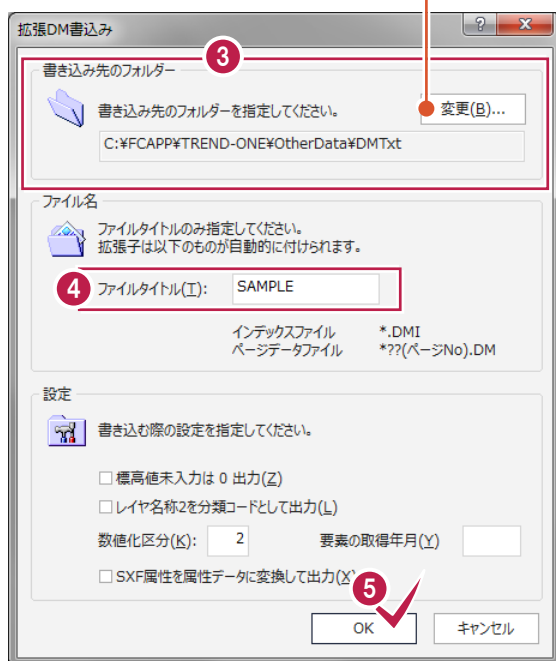 拡張DM書込み
3
書き込み先のフォルダー
書き込み先のフォルダーを指定してください。
変更(B)...
C:¥FCAPP¥TREND-ONE¥OtherData¥DMTxt
ファイル名
ファイルタイトルのみ指定してください。
拡張子は以下のものが自動的に付けられます。
4 ファイルタイトル(T): SAMPLE
インデックスファイル *.DMI
ページデータファイル *??(ページNo).DM
設定
書き込む際の設定を指定してください。
標高値未入力は 0 出力(Z)
レイヤ名称2を分類コードとして出力(L)
数値化区分(K): 2 要素の取得年月(Y)
SXF属性を属性データに変換して出力(X)
5
OK キャンセル